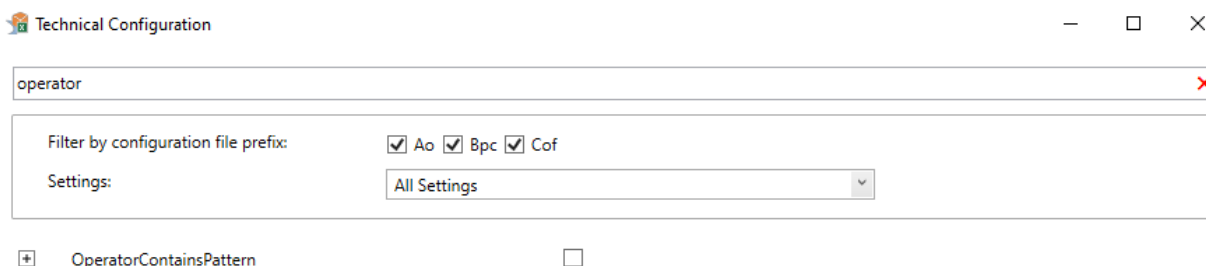 Technical Configuration
operator
Filter by configuration file prefix: Ao Bpc Cof
Settings: All Settings
OperatorContainsPattern